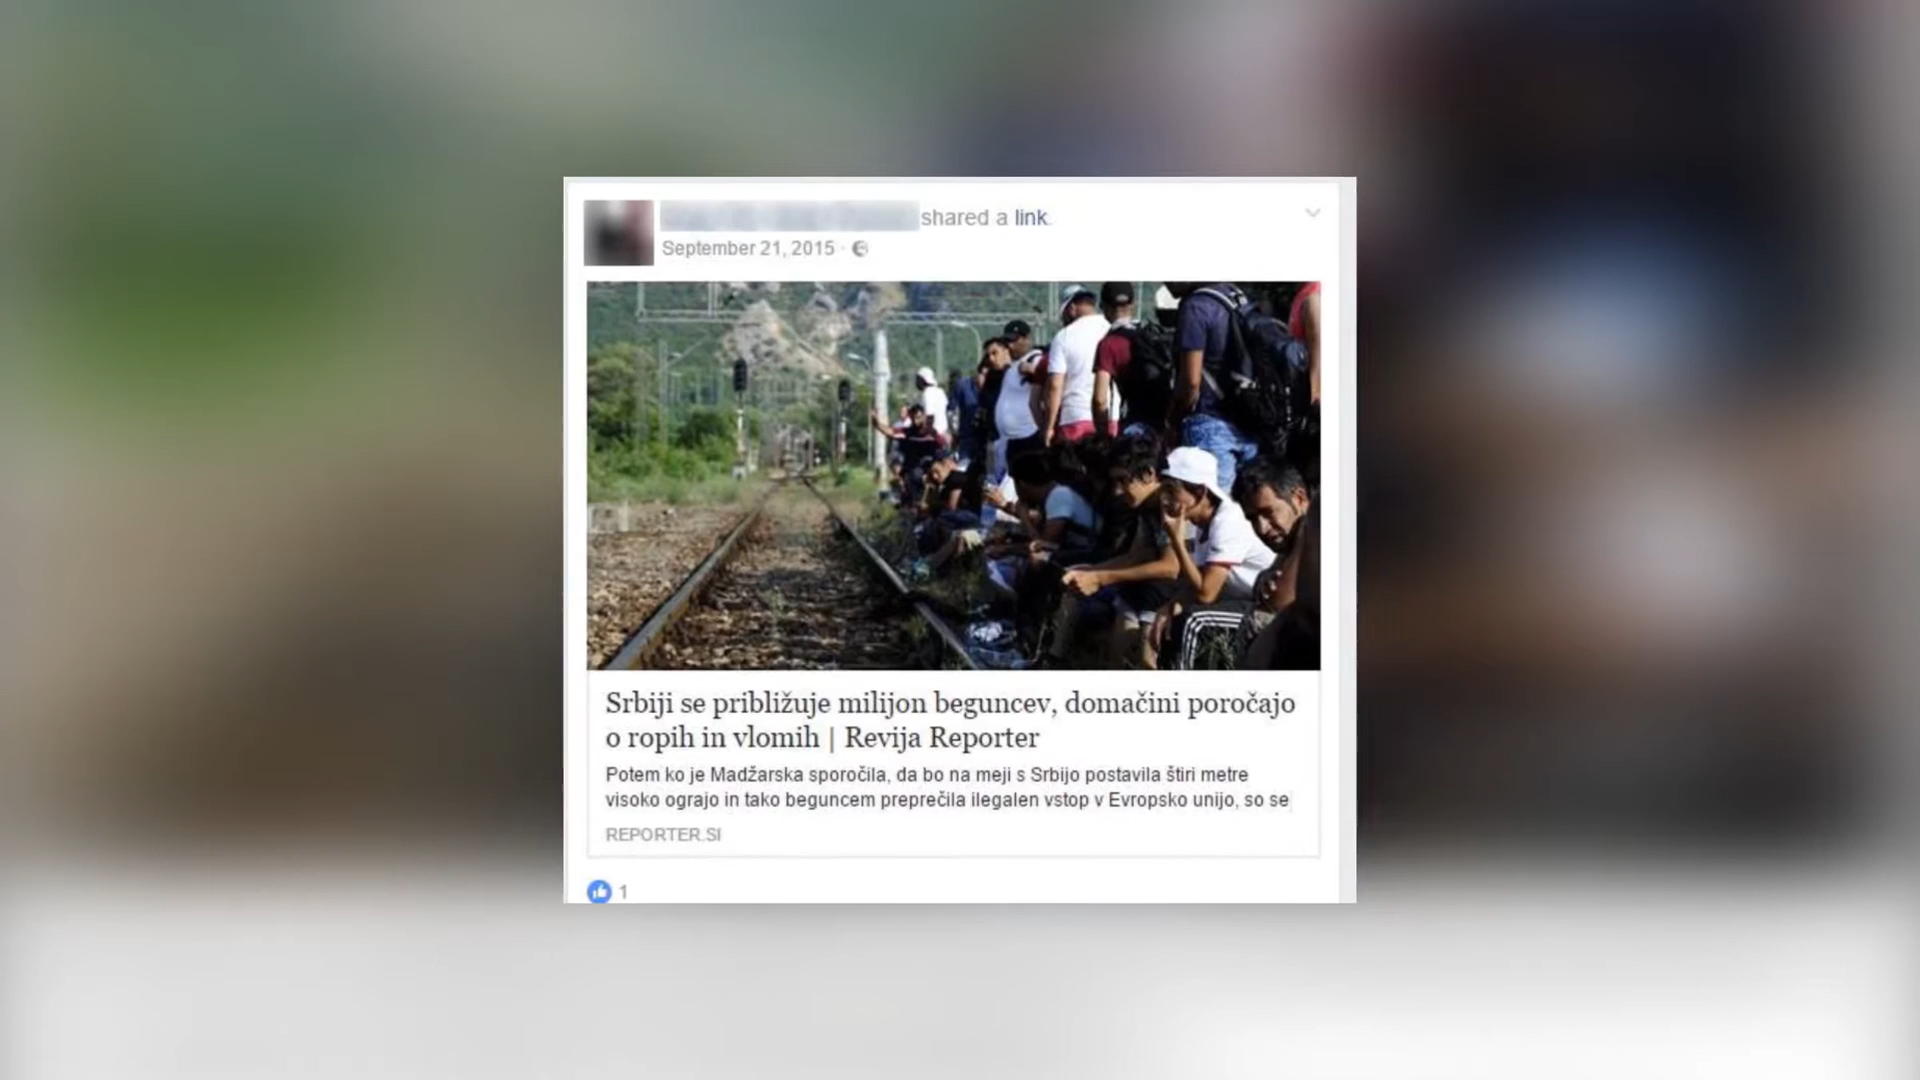 shared a link.
September 21, 2015 ·
Srbiji se približuje milijon beguncev, domačini poročajo
o ropih in vlomih | Revija Reporter
Potem ko je Madžarska sporočila, da bo na meji s Srbijo postavila štiri metre
visoko ograjo in tako beguncem preprečila ilegalen vstop v Evropsko unijo, so se
REPORTER.SI
1